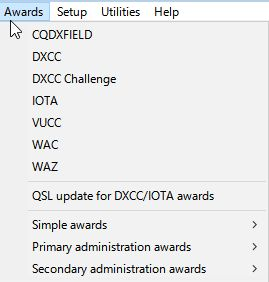 Awards Setup Utilities Help
CQDXFIELD
DXCC
DXCC Challenge
IOTA
VUCC
WAC
WAZ
QSL update for DXCC/IOTA awards
Simple awards
Primary administration awards
Secondary administration awards